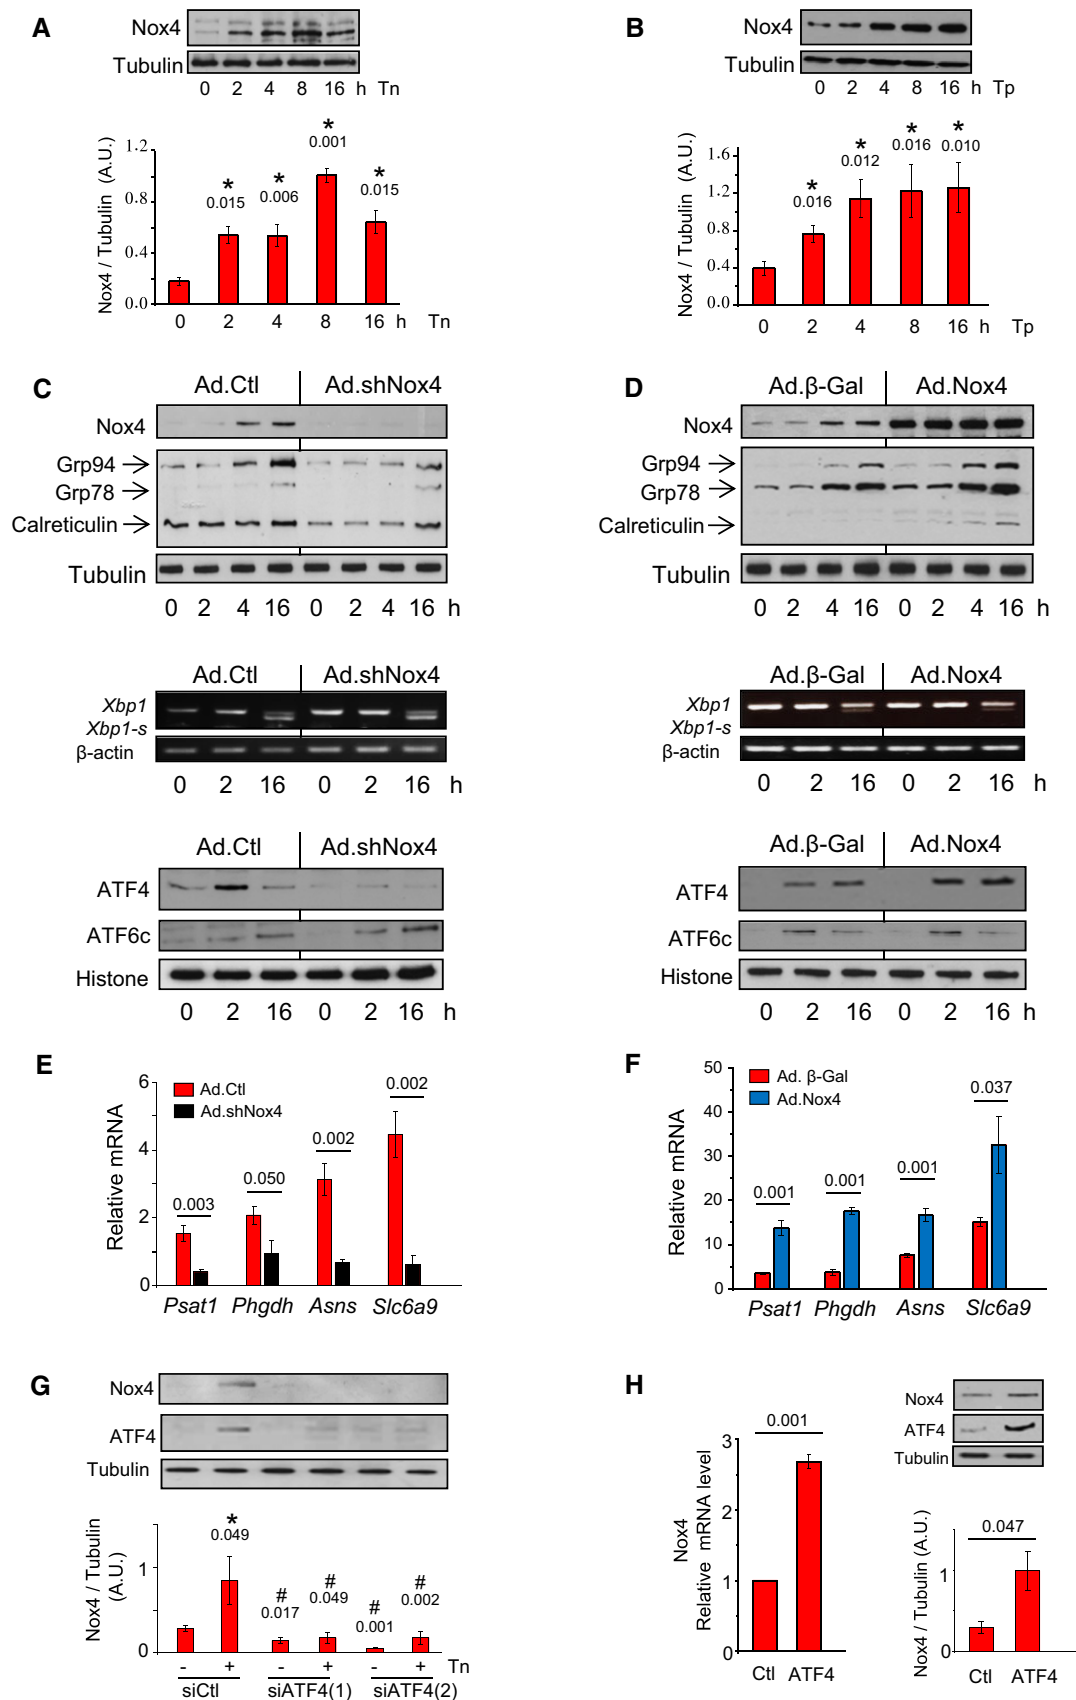 A
Nox4
Tubulin
0 2 4 8 16 h Tn
Nox4 / Tubulin (A.U.)
1.2
0.8
0.4
0.0
*
0.015
*
0.006
*
0.001
*
0.015
0 2 4 8 16 h Tn
B
Nox4
Tubulin
0 2 4 8 16 h Tp
Nox4 / Tubulin (A.U.)
1.6
1.2
0.8
0.4
0.0
*
0.016
*
0.012
*
0.016
*
0.010
0 2 4 8 16 h Tp
C
Ad.Ctl Ad.shNox4
Nox4
Grp94
Grp78
Calreticulin
Tubulin
0 2 4 16 0 2 4 16 h
Ad.Ctl Ad.shNox4
Xbp1
Xbp1-s
β-actin
0 2 16 0 2 16 h
Ad.Ctl Ad.shNox4
ATF4
ATF6c
Histone
0 2 16 0 2 16 h
D
Ad.β-Gal Ad.Nox4
Nox4
Grp94
Grp78
Calreticulin
Tubulin
0 2 4 16 0 2 4 16 h
Ad.β-Gal Ad.Nox4
Xbp1
Xbp1-s
β-actin
0 2 16 0 2 16 h
Ad.β-Gal Ad.Nox4
ATF4
ATF6c
Histone
0 2 16 0 2 16 h
E
Relative mRNA
6
4
2
0
Ad.Ctl
Ad.shNox4
0.003
0.050
0.002
0.002
Psat1 Phgdh Asns Slc6a9
F
Relative mRNA
50
40
30
20
10
0
Ad. β-Gal
Ad.Nox4
0.001
0.001
0.001
0.037
Psat1 Phgdh Asns Slc6a9
G
Nox4
ATF4
Tubulin
Nox4 / Tubulin
(A.U.)
1
0
*
0.049
#
0.017
#
0.049
#
0.001
#
0.002
- + - + - + Tn
siCtl siATF4(1) siATF4(2)
H
Nox4
Relative mRNA level
3
2
1
0
0.001
Ctl ATF4
Nox4
ATF4
Tubulin
Nox4 / Tubulin (A.U.)
1
0
0.047
Ctl ATF4